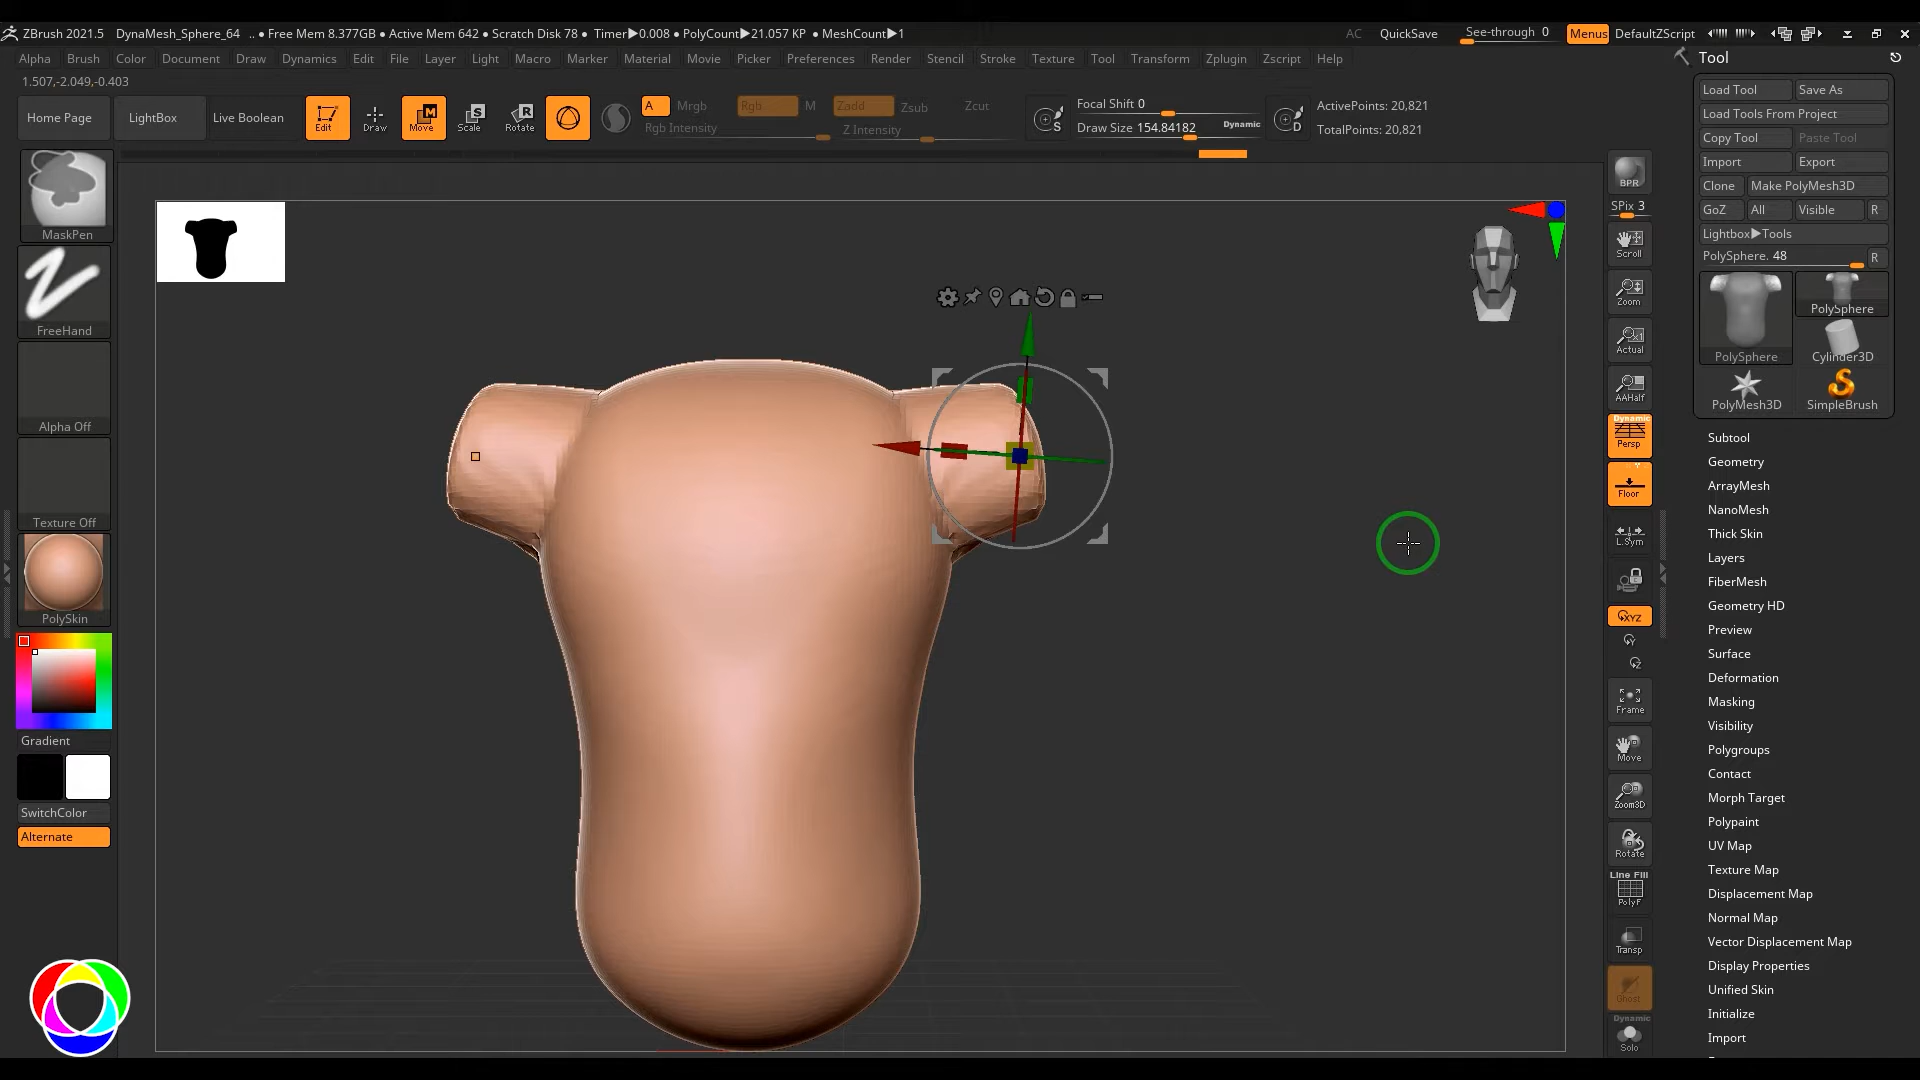 ZBrush 2021.5 DynaMesh_Sphere_64 .. • Free Mem 8.377GB • Active Mem 642 • Scratch Disk 78 • Timer▶0.008 • PolyCount▶21.057 KP • MeshCount▶1 AC QuickSave See-through 0 Menus DefaultZScript
Alpha Brush Color Document Draw Dynamics Edit File Layer Light Macro Marker Material Movie Picker Preferences Render Stencil Stroke Texture Tool Transform Zplugin Zscript Help
Tool
1.507,-2.049,-0.403
Home Page LightBox Live Boolean Edit Draw Move Scale Rotate
A Mrgb Rgb M Zadd Zsub Zcut
Rgb Intensity Z Intensity
S Focal Shift 0
Draw Size 154.84182 Dynamic
D
ActivePoints: 20,821
TotalPoints: 20,821
MaskPen
FreeHand
Alpha Off
Texture Off
PolySkin
Gradient
SwitchColor
Alternate
BPR
SPix 3
Scroll
Zoom
Actual
AAHalf
Dynamic
Persp
Floor
L.Sym
XYZ
Y
Z
Frame
Move
Zoom3D
Rotate
Line Fill
PolyF
Transp
Ghost
Dynamic
Solo
Load Tool Save As
Load Tools From Project
Copy Tool Paste Tool
Import Export
Clone Make PolyMesh3D
GoZ All Visible R
Lightbox▶Tools
PolySphere. 48 R
PolySphere PolySphere
Cylinder3D
PolyMesh3D SimpleBrush
Subtool
Geometry
ArrayMesh
NanoMesh
Thick Skin
Layers
FiberMesh
Geometry HD
Preview
Surface
Deformation
Masking
Visibility
Polygroups
Contact
Morph Target
Polypaint
UV Map
Texture Map
Displacement Map
Normal Map
Vector Displacement Map
Display Properties
Unified Skin
Initialize
Import